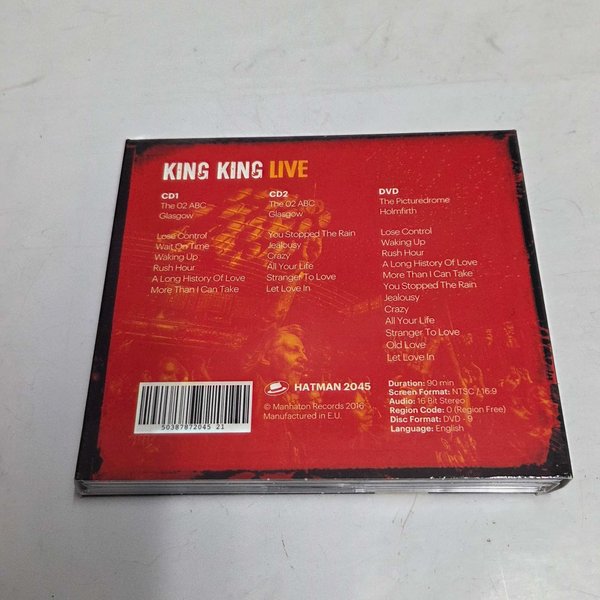 KING KING LIVE
CD1
The 02 ABC
Glasgow
Lose Control
Wait On Time
Waking Up
Rush Hour
A Long History Of Love
More Than I Can Take
CD2
The 02 ABC
Glasgow
You Stopped The Rain
Jealousy
Crazy
All Your Life
Stranger To Love
Let Love In
DVD
The Picturedrome
Holmfirth
Lose Control
Waking Up
Rush Hour
A Long History Of Love
More Than I Can Take
You Stopped The Rain
Jealousy
Crazy
All Your Life
Stranger To Love
Old Love
Let Love In
50387872045 21
HATMAN 2045
© Manhaton Records 2016
Manufactured in E.U.
Duration: 90 min
Screen Format: NTSC / 16:9
Audio: 16 Bit Stereo
Region Code: 0 (Region Free)
Disc Format: DVD - 9
Language: English